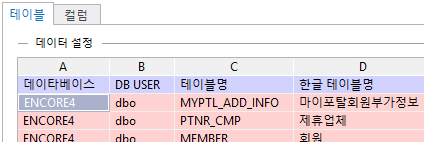 테이블 컬럼
데이터 설정
A B C D
데이타베이스 DB USER 테이블명 한글 테이블명
ENCORE4 dbo MYPTL_ADD_INFO 마이포탈회원부가정보
ENCORE4 dbo PTNR_CMP 제휴업체
ENCORE4 dbo MEMBER 회원